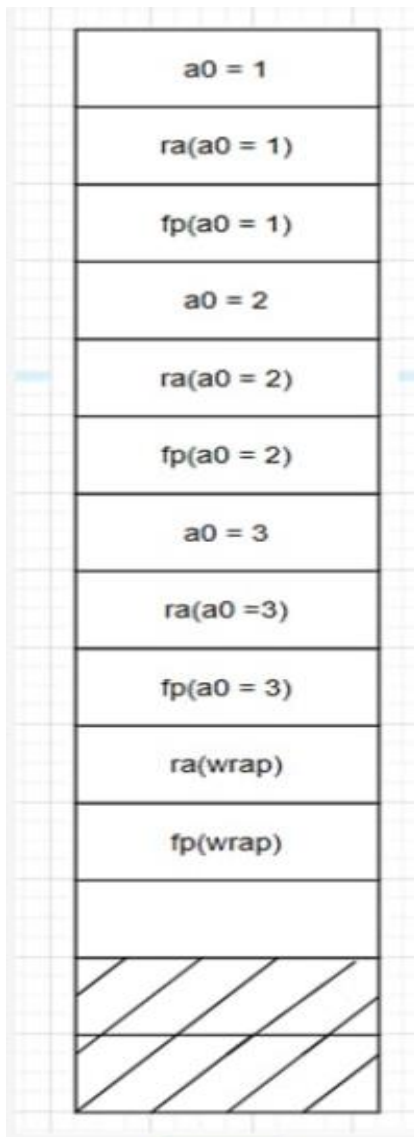 a0 = 1
ra(a0 = 1)
fp(a0 = 1)
a0 = 2
ra(a0 = 2)
fp(a0 = 2)
a0 = 3
ra(a0 =3)
fp(a0 = 3)
ra(wrap)
fp(wrap)